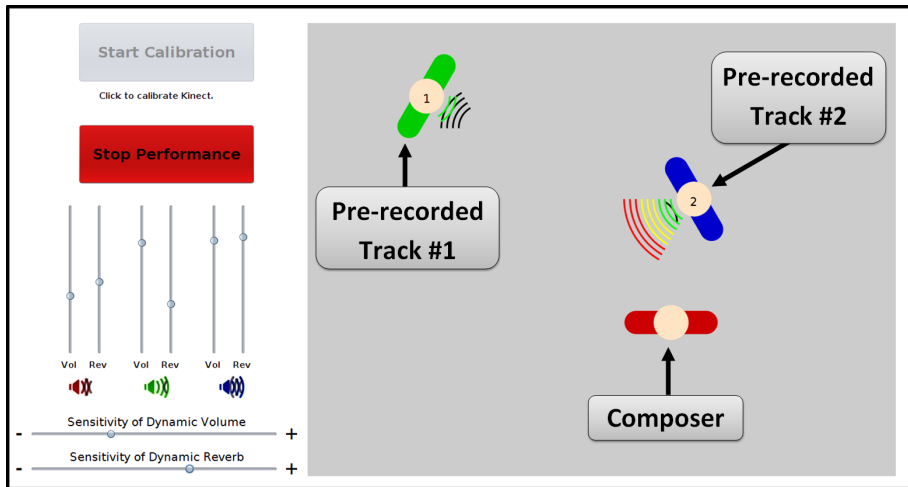 Start Calibration
Click to calibrate Kinect.
Stop Performance
Vol Rev Vol Rev Vol Rev
Sensitivity of Dynamic Volume
- +
Sensitivity of Dynamic Reverb
- +
1
Pre-recorded
Track #1
Pre-recorded
Track #2
2
Composer